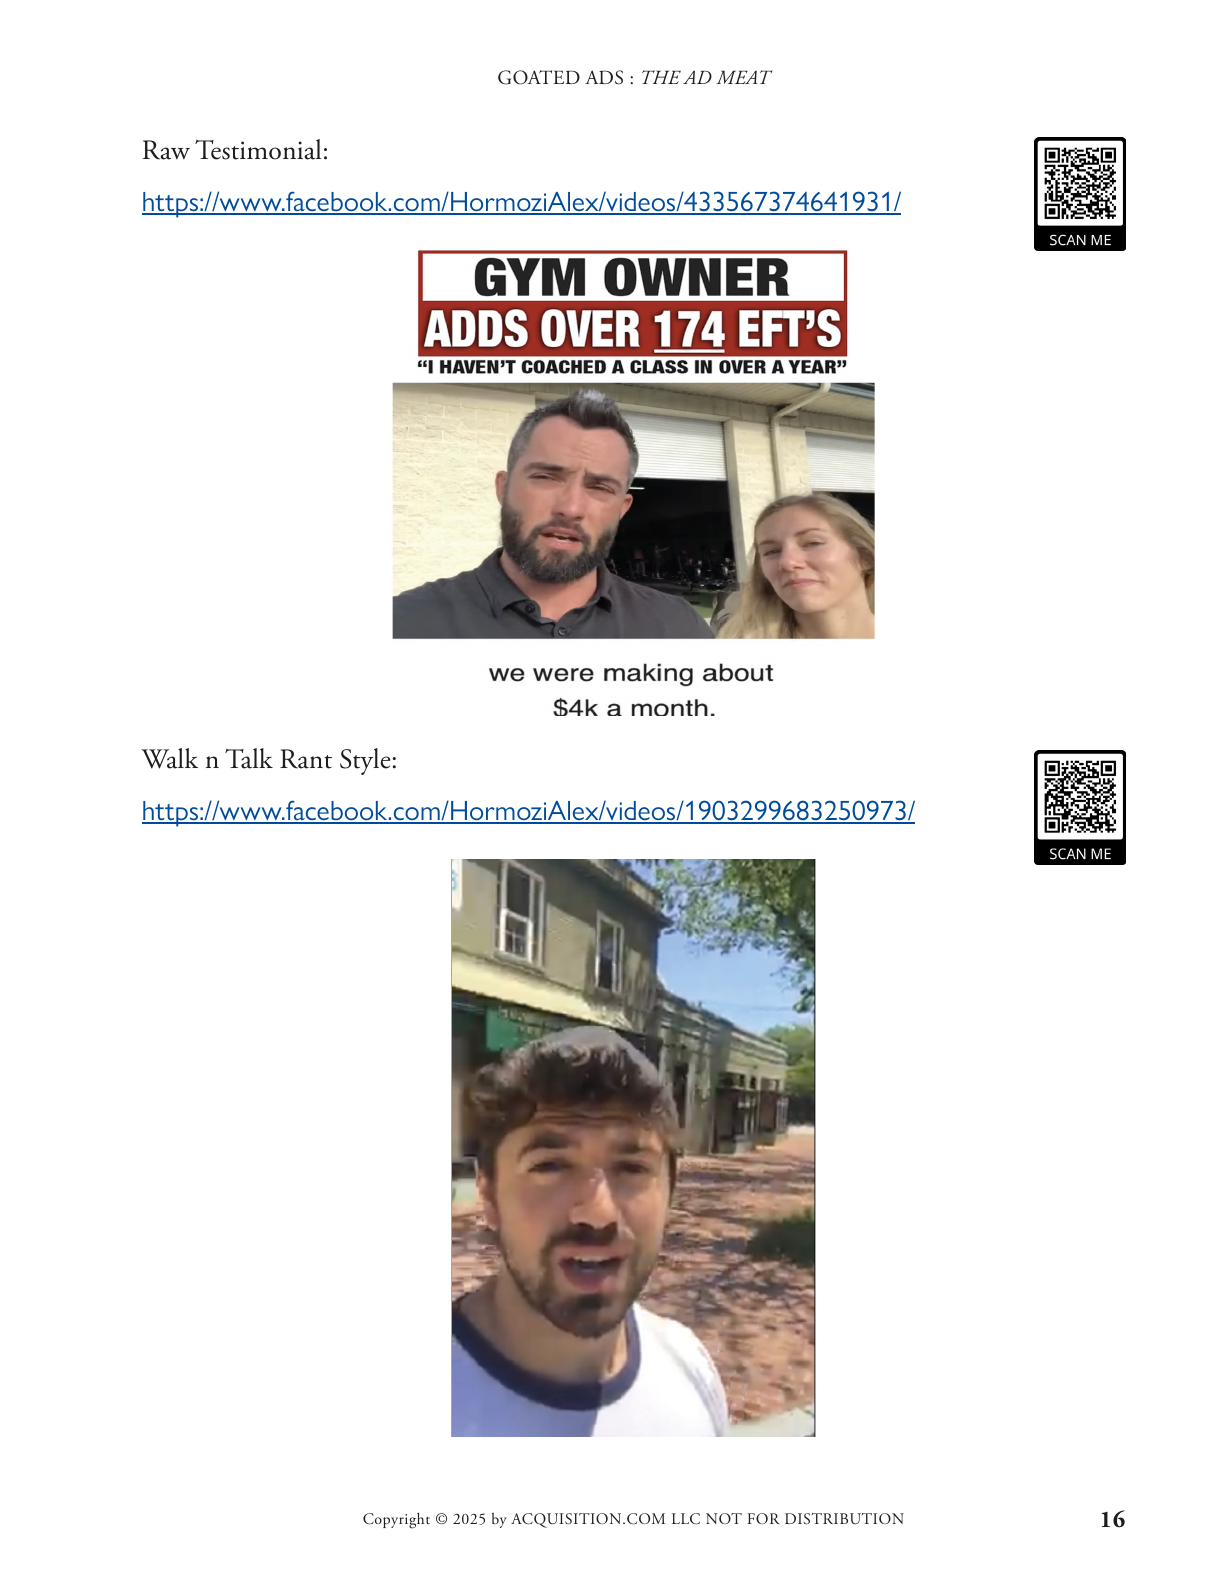 GOATED ADS : THE AD MEAT
Raw Testimonial:
https://www.facebook.com/HormoziAlex/videos/433567374641931/
SCAN ME
GYM OWNER
ADDS OVER 174 EFT'S
“I HAVEN'T COACHED A CLASS IN OVER A YEAR”
we were making about
$4k a month.
Walk n Talk Rant Style:
https://www.facebook.com/HormoziAlex/videos/1903299683250973/
SCAN ME
Copyright © 2025 by ACQUISITION.COM LLC NOT FOR DISTRIBUTION
16